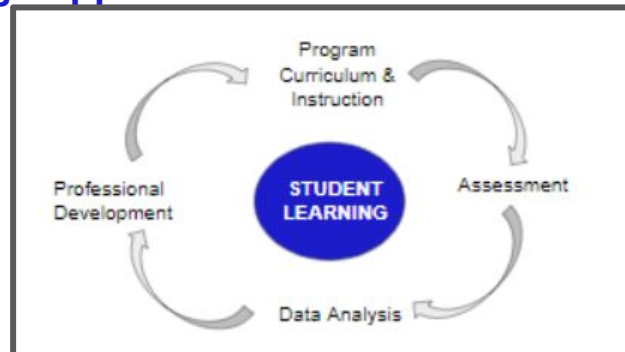 Program
Curriculum &
Instruction
Professional
Development
STUDENT
LEARNING
Assessment
Data Analysis